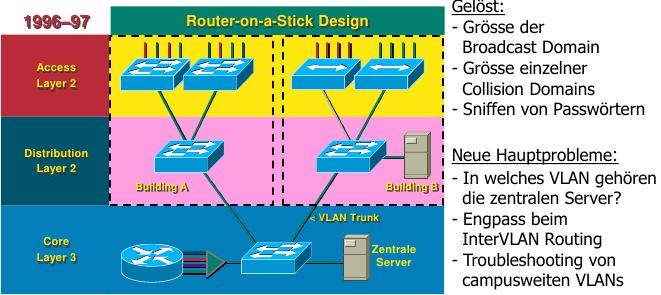 1996–97
Router-on-a-Stick Design
Access
Layer 2
Distribution
Layer 2
Building A
Building B
< VLAN Trunk
Core
Layer 3
Zentrale
Server
Gelöst:
- Grösse der
Broadcast Domain
- Grösse einzelner
Collision Domains
- Sniffen von Passwörtern
Neue Hauptprobleme:
- In welches VLAN gehören
die zentralen Server?
- Engpass beim
InterVLAN Routing
- Troubleshooting von
campusweiten VLANs